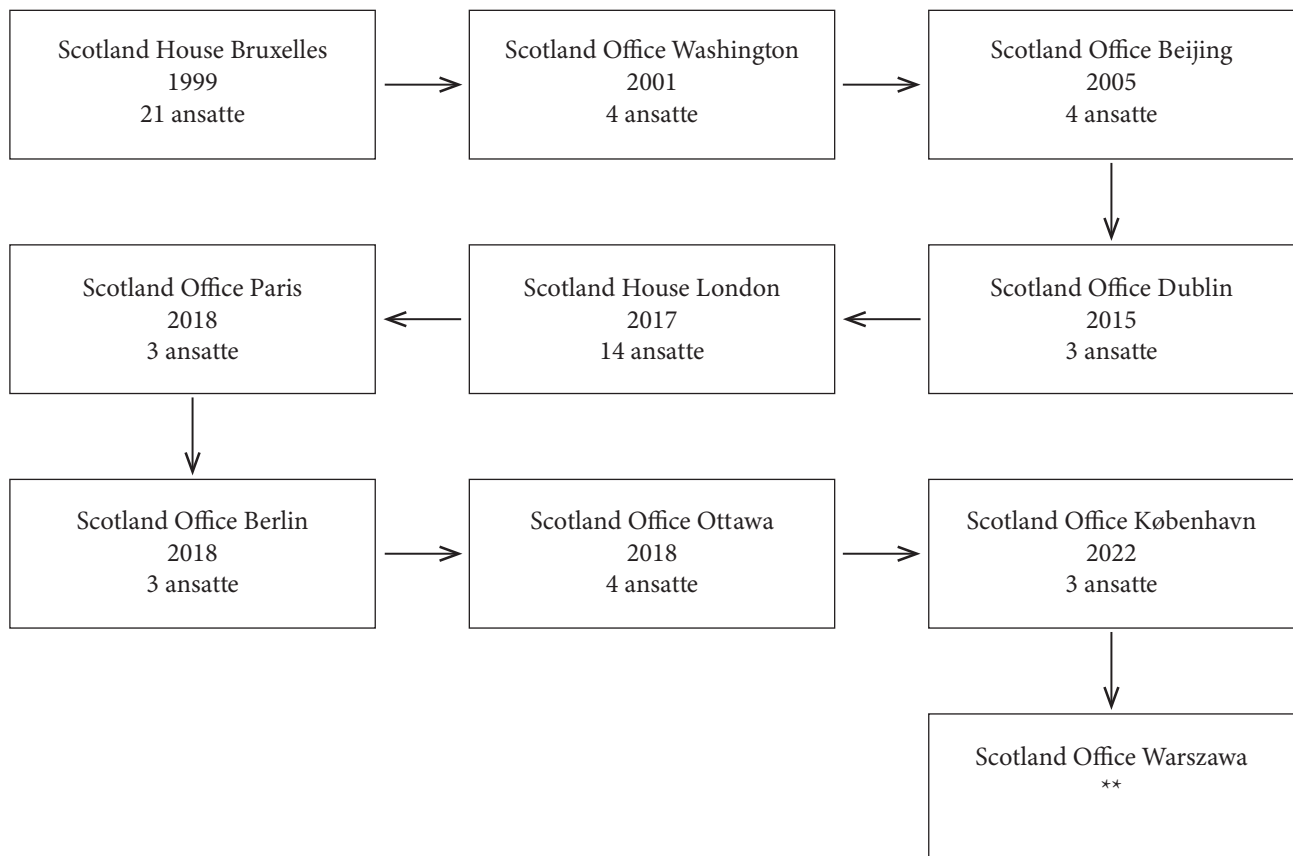 Scotland House Bruxelles
1999
21 ansatte
Scotland Office Washington
2001
4 ansatte
Scotland Office Beijing
2005
4 ansatte
Scotland Office Dublin
2015
3 ansatte
Scotland House London
2017
14 ansatte
Scotland Office Paris
2018
3 ansatte
Scotland Office Berlin
2018
3 ansatte
Scotland Office Ottawa
2018
4 ansatte
Scotland Office København
2022
3 ansatte
Scotland Office Warszawa
**